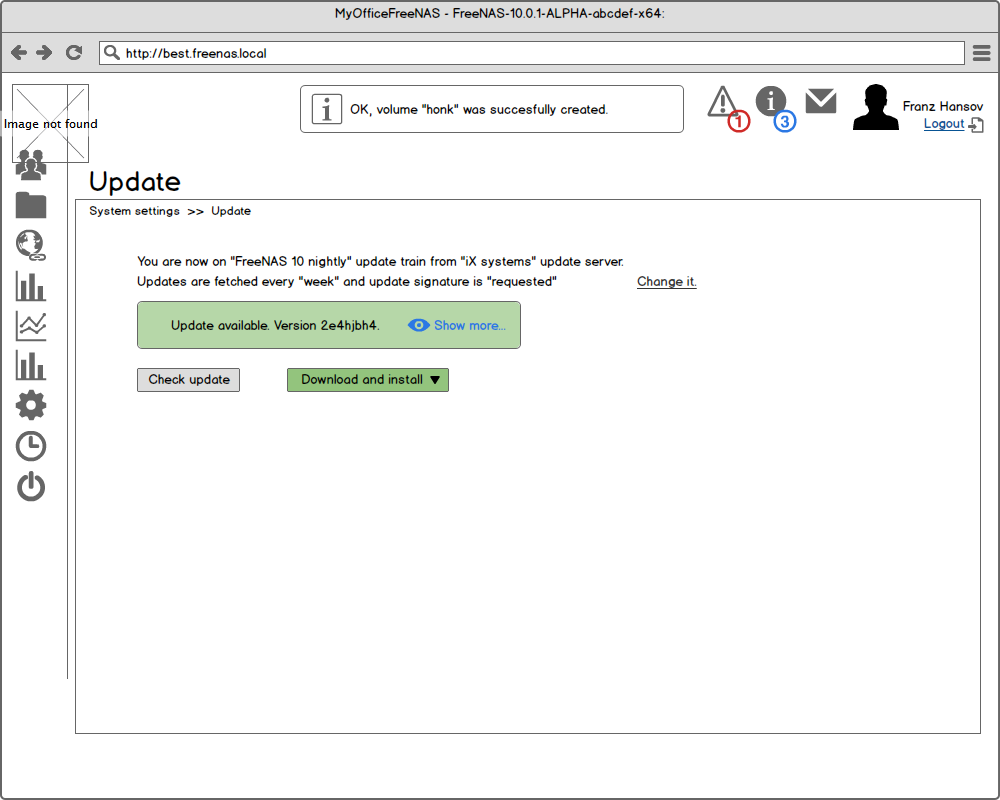 MyOfficeFreeNAS - FreeNAS-10.0.1-ALPHA-abcdef-x64:
http://best.freenas.local
Image not found
OK, volume "honk" was succesfully created.
1
3
Franz Hansov
Logout
Update
System settings >> Update
You are now on "FreeNAS 10 nightly" update train from "iX systems" update server.
Updates are fetched every "week" and update signature is "requested" Change it.
Update available. Version 2e4hjbh4. Show more...
Check update Download and install